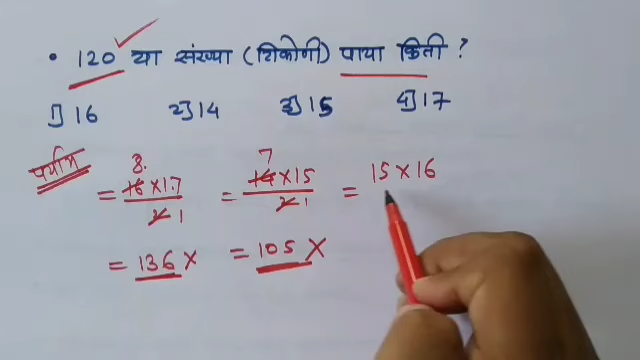 • 120 या संख्या (त्रिकोणी) पाया किती ?
1] 16 2] 14 3] 15 4] 17
पर्याय
8. 7
= 16 × 17 = 14 × 15 = 15 × 16
2 1 2 1
= 136 × = 105 ×